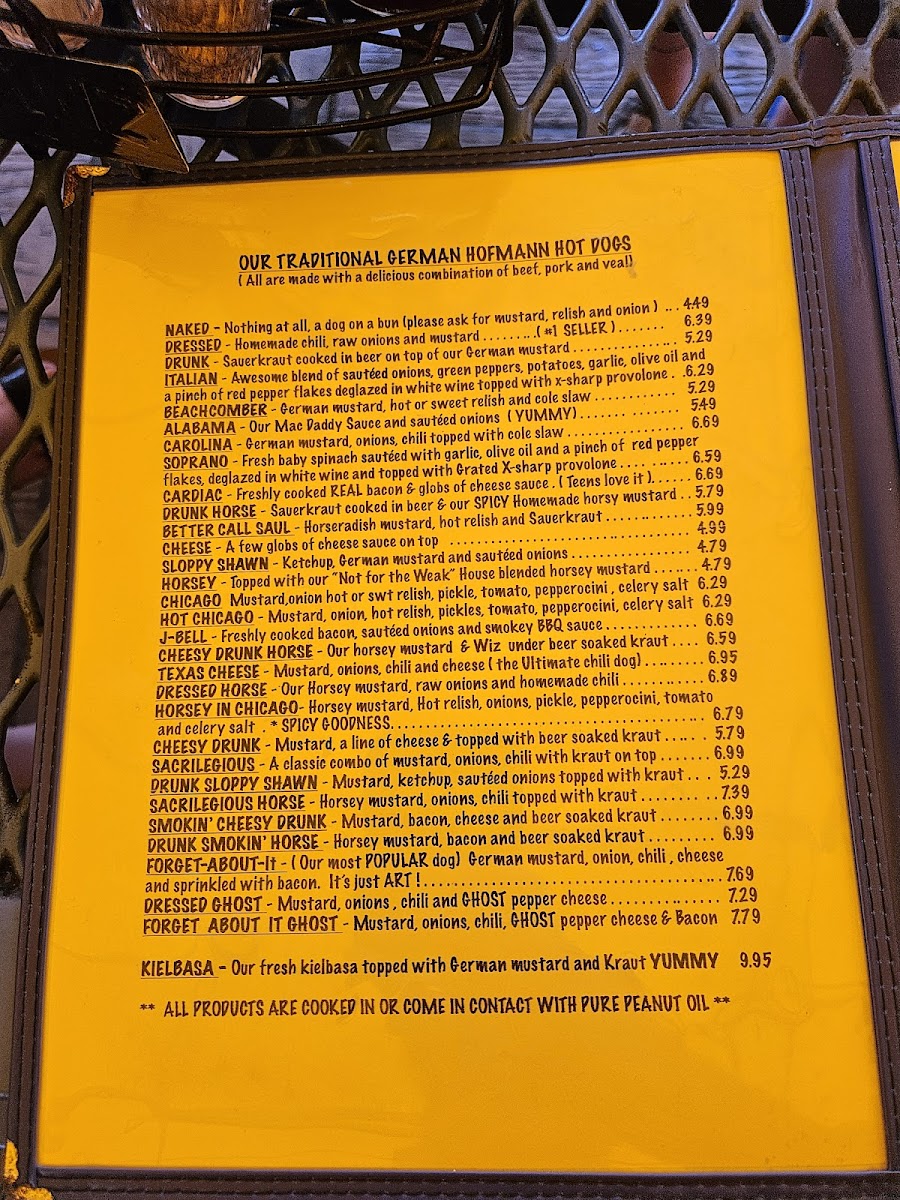 OUR TRADITIONAL GERMAN HOFMANN HOT DOGS
( All are made with a delicious combination of beef, pork and veal)
NAKED - Nothing at all, a dog on a bun (please ask for mustard, relish and onion ) .. 4.49
DRESSED - Homemade chili, raw onions and mustard .........( #1 SELLER )....... 6.39
DRUNK - Sauerkraut cooked in beer on top of our German mustard ................ 5.29
ITALIAN - Awesome blend of sautéed onions, green peppers, potatoes, garlic, olive oil and
a pinch of red pepper flakes deglazed in white wine topped with x-sharp provolone . .6.29
BEACHCOMBER - German mustard, hot or sweet relish and cole slaw ............ 5.29
ALABAMA - Our Mac Daddy Sauce and sautéed onions ( YUMMY)....... ....... 5.49
CAROLINA - German mustard, onions, chili topped with cole slaw ................. 6.69
SOPRANO - Fresh baby spinach sautéed with garlic, olive oil and a pinch of red pepper
flakes, deglazed in white wine and topped with Grated X-sharp provolone .... ...... 6.59
CARDIAC - Freshly cooked REAL bacon & globs of cheese sauce . ( Teens love it )...... 6.69
DRUNK HORSE - Sauerkraut cooked in beer & our SPICY Homemade horsy mustard .. 5.79
BETTER CALL SAUL - Horseradish mustard, hot relish and Sauerkraut ............. 5.99
CHEESE - A few globs of cheese sauce on top .................................. 4.99
SLOPPY SHAWN - Ketchup, German mustard and sautéed onions ................. 4.79
HORSEY - Topped with our "Not for the Weak" House blended horsey mustard ....... 4.79
CHICAGO Mustard,onion hot or swt relish, pickle, tomato, pepperocini , celery salt 6.29
HOT CHICAGO - Mustard, onion, hot relish, pickles, tomato, pepperocini, celery salt 6.29
J-BELL - Freshly cooked bacon, sautéed onions and smokey BBQ sauce ............. 6.69
CHEESY DRUNK HORSE - Our horsey mustard & Wiz under beer soaked kraut ..... 6.59
TEXAS CHEESE - Mustard, onions, chili and cheese ( the Ultimate chili dog) ......... 6.95
DRESSED HORSE - Our Horsey mustard, raw onions and homemade chili ............ 6.89
HORSEY IN CHICAGO- Horsey mustard, Hot relish, onions, pickle, pepperocini, tomato
and celery salt . * SPICY GOODNESS............................................ 6.79
CHEESY DRUNK - Mustard, a line of cheese & topped with beer soaked kraut ...... 5.79
SACRILEGIOUS - A classic combo of mustard, onions, chili with kraut on top ....... 6.99
DRUNK SLOPPY SHAWN - Mustard, ketchup, sautéed onions topped with kraut ... 5.29
SACRILEGIOUS HORSE - Horsey mustard, onions, chili topped with kraut ..........7.39
SMOKIN' CHEESY DRUNK - Mustard, bacon, cheese and beer soaked kraut ........ 6.99
DRUNK SMOKIN' HORSE - Horsey mustard, bacon and beer soaked kraut .......... 6.99
FORGET-ABOUT-It - ( Our most POPULAR dog) German mustard, onion, chili , cheese
and sprinkled with bacon. It's just ART !........................................7.69
DRESSED GHOST - Mustard, onions , chili and GHOST pepper cheese .............. 7.29
FORGET ABOUT IT GHOST - Mustard, onions, chili, GHOST pepper cheese & Bacon 7.79
KIELBASA - Our fresh kielbasa topped with German mustard and Kraut YUMMY 9.95
** ALL PRODUCTS ARE COOKED IN OR COME IN CONTACT WITH PURE PEANUT OIL **